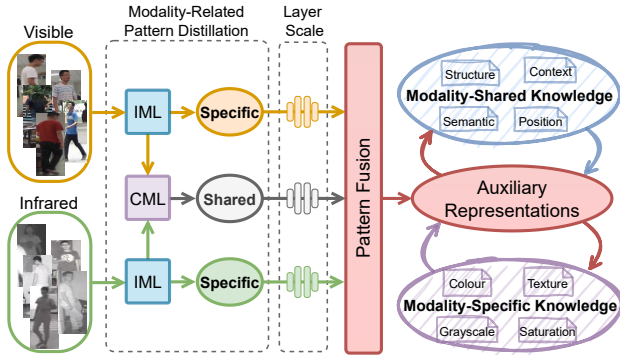 Visible
Modality-Related
Pattern Distillation
Layer
Scale
IML
Specific
CML
Shared
Infrared
IML
Specific
Pattern Fusion
Structure
Context
Modality-Shared Knowledge
Semantic
Position
Auxiliary
Representations
Colour
Texture
Modality-Specific Knowledge
Grayscale
Saturation